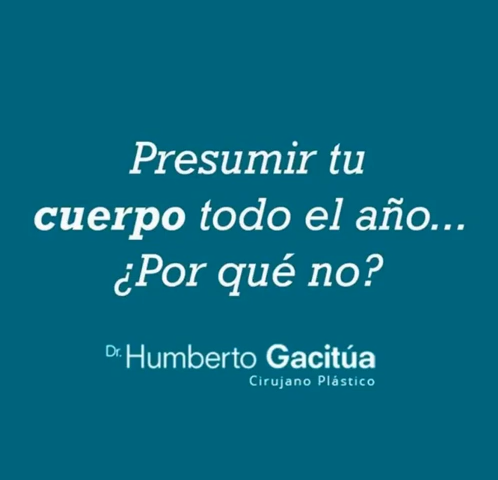 Presumir tu
cuerpo todo el año...
¿Por qué no?
Dr. Humberto Gacitúa
Cirujano Plástico